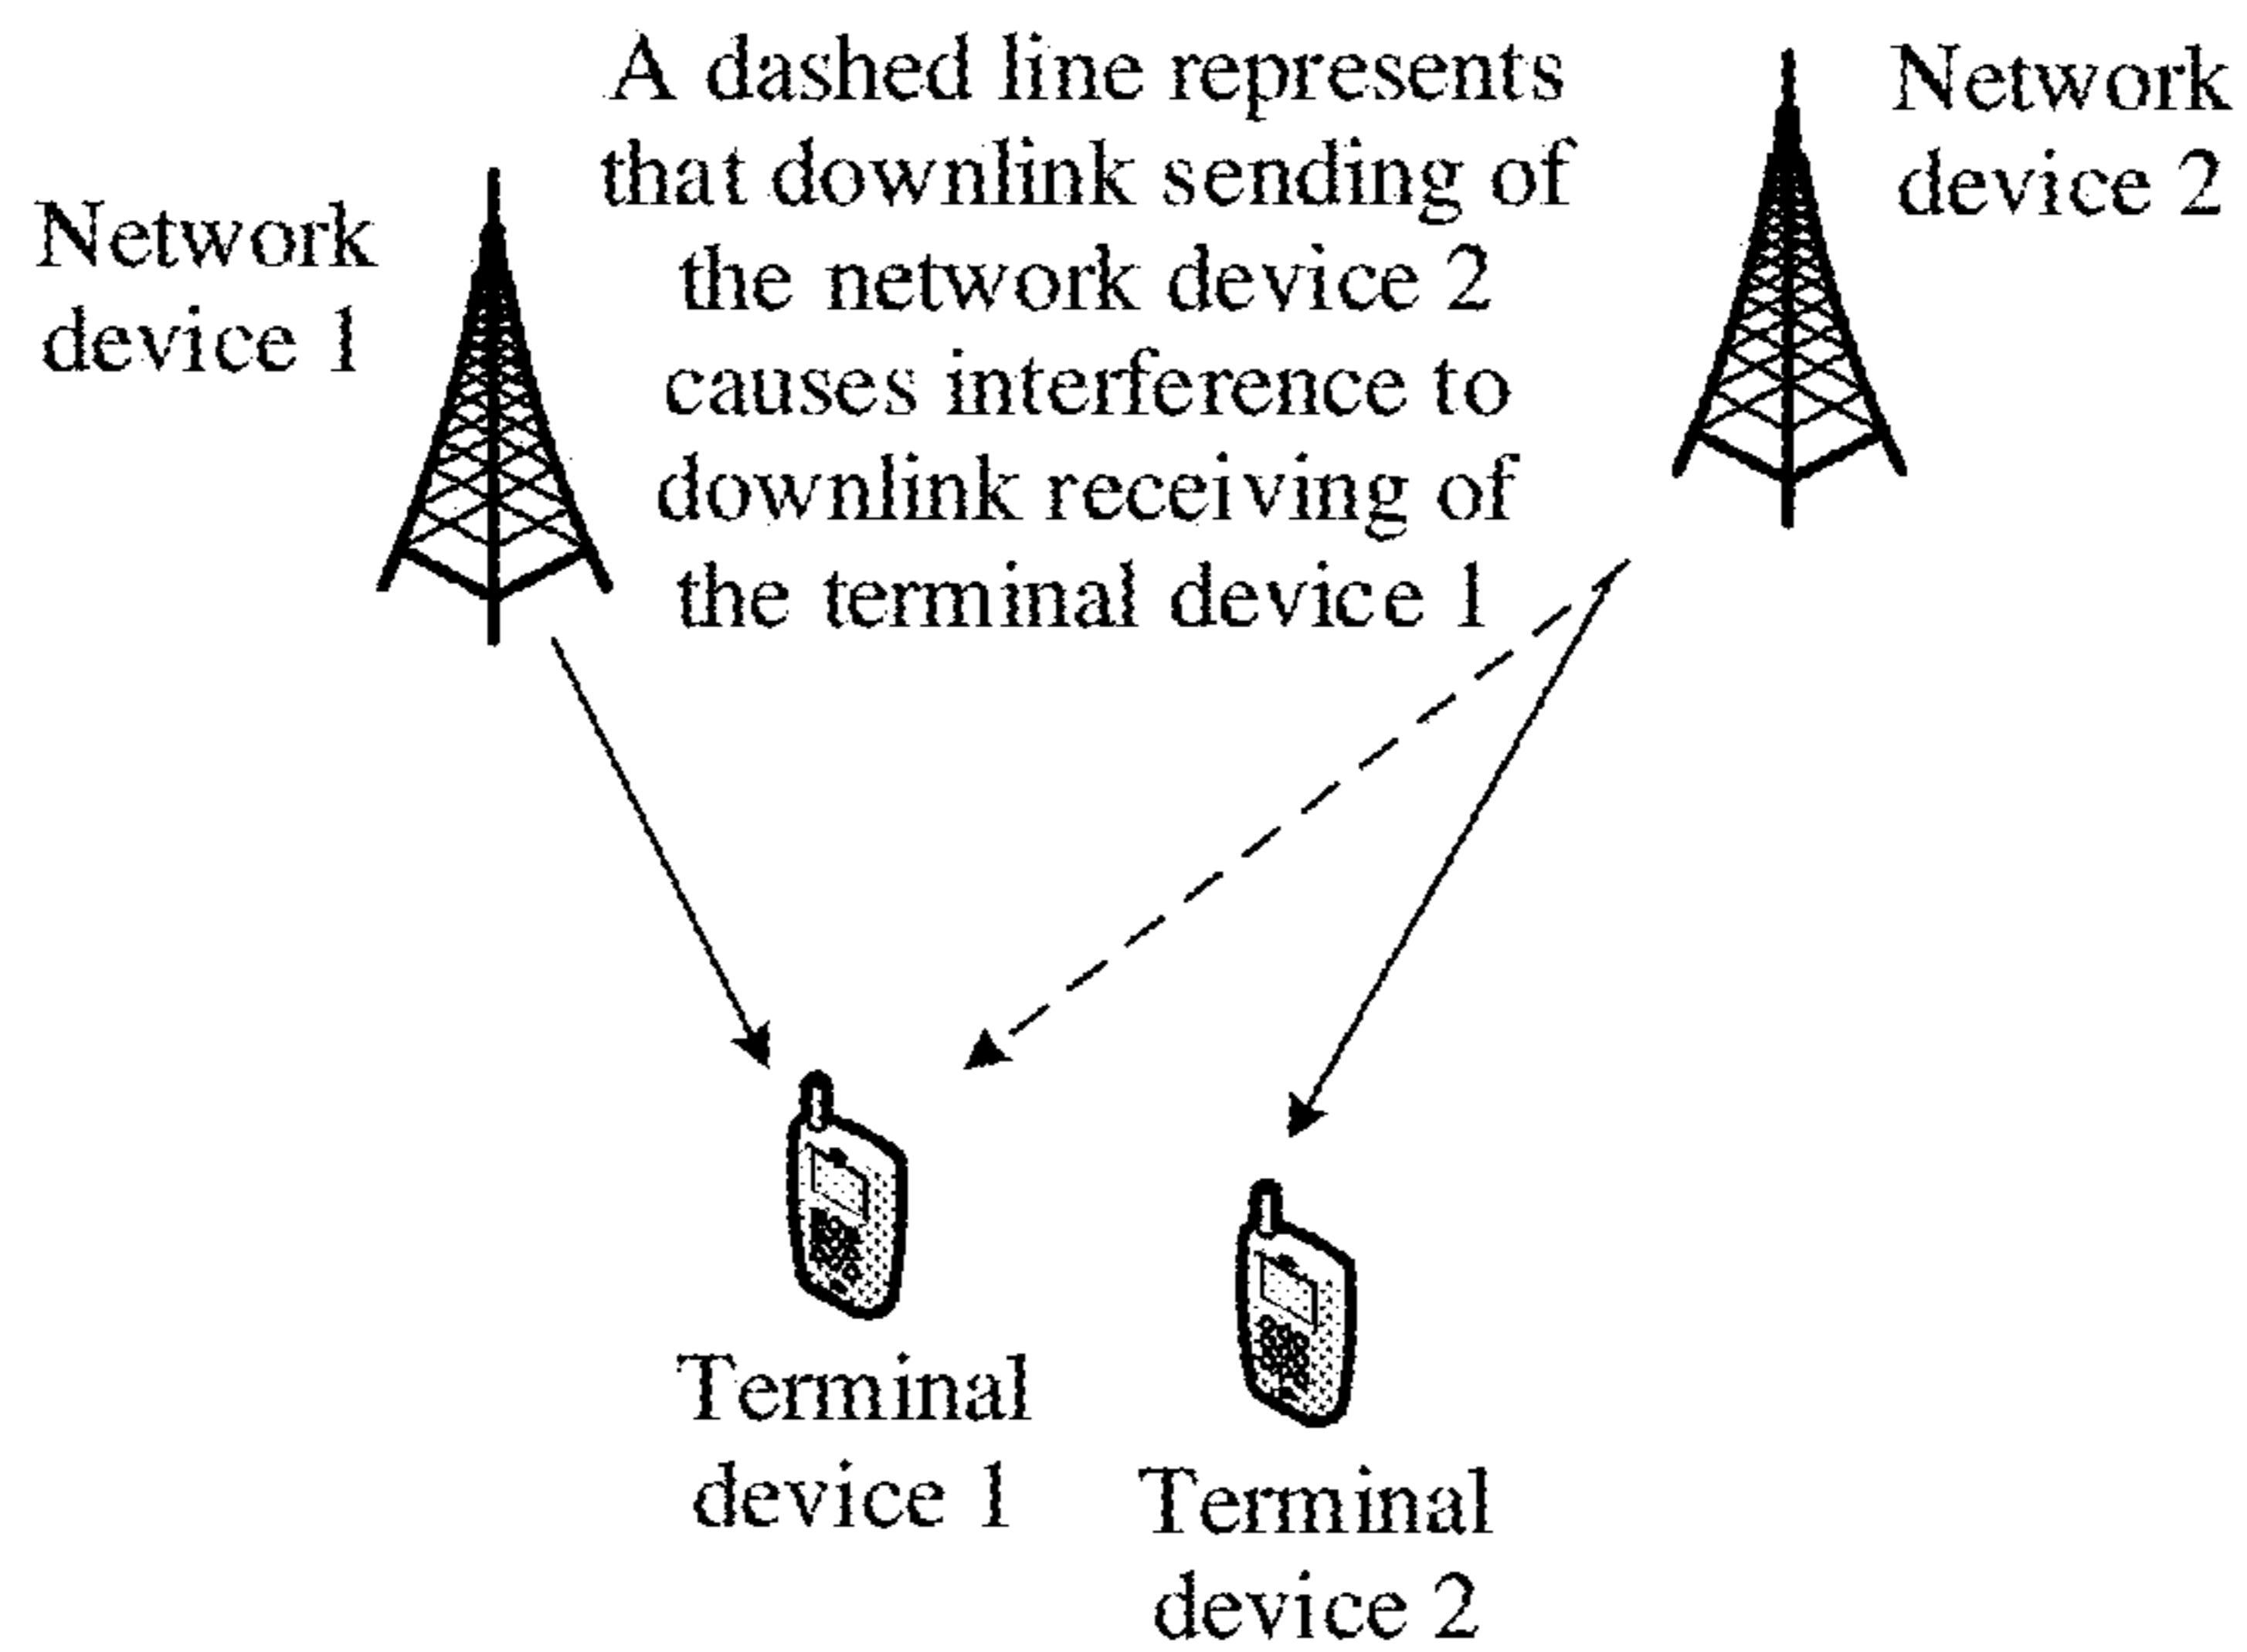 Network
device 1
A dashed line represents
that downlink sending of
the network device 2
causes interference to
downlink receiving of
the terminal device 1
Network
device 2
Terminal
device 1
Terminal
device 2